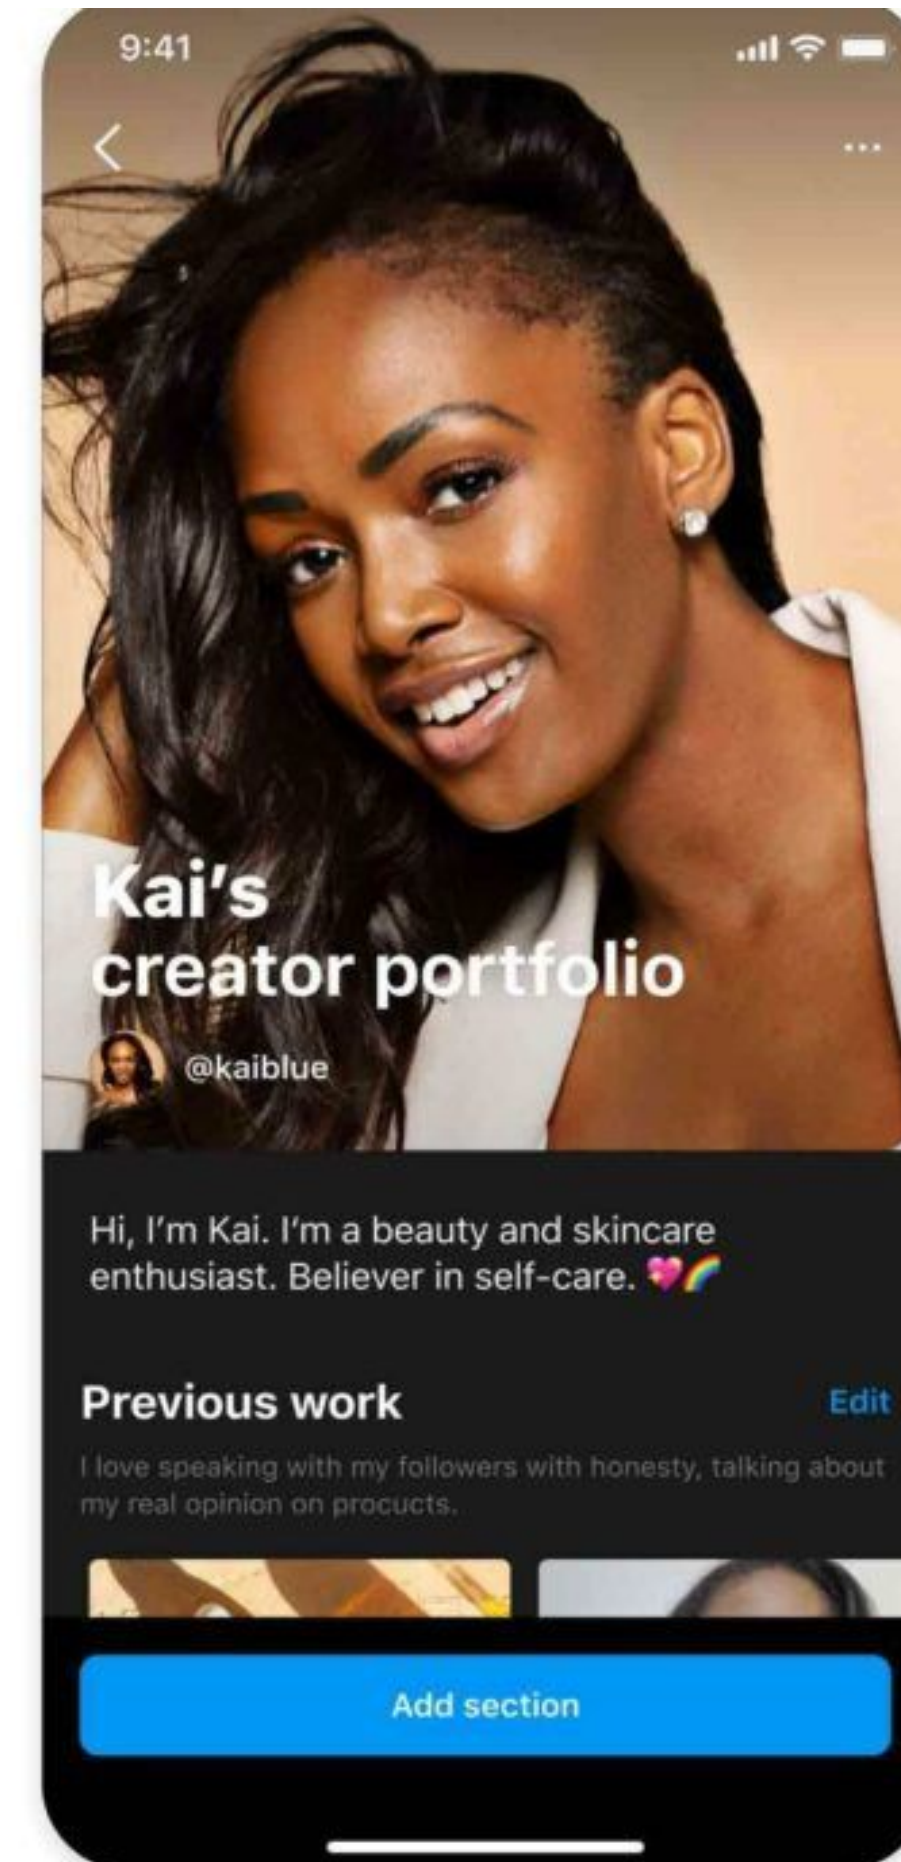 9:41
Kai's
creator portfolio
@kaiblue
Hi, I'm Kai. I'm a beauty and skincare
enthusiast. Believer in self-care. 💖🌈
Previous work
Edit
I love speaking with my followers with honesty, talking about
my real opinion on procucts.
Add section